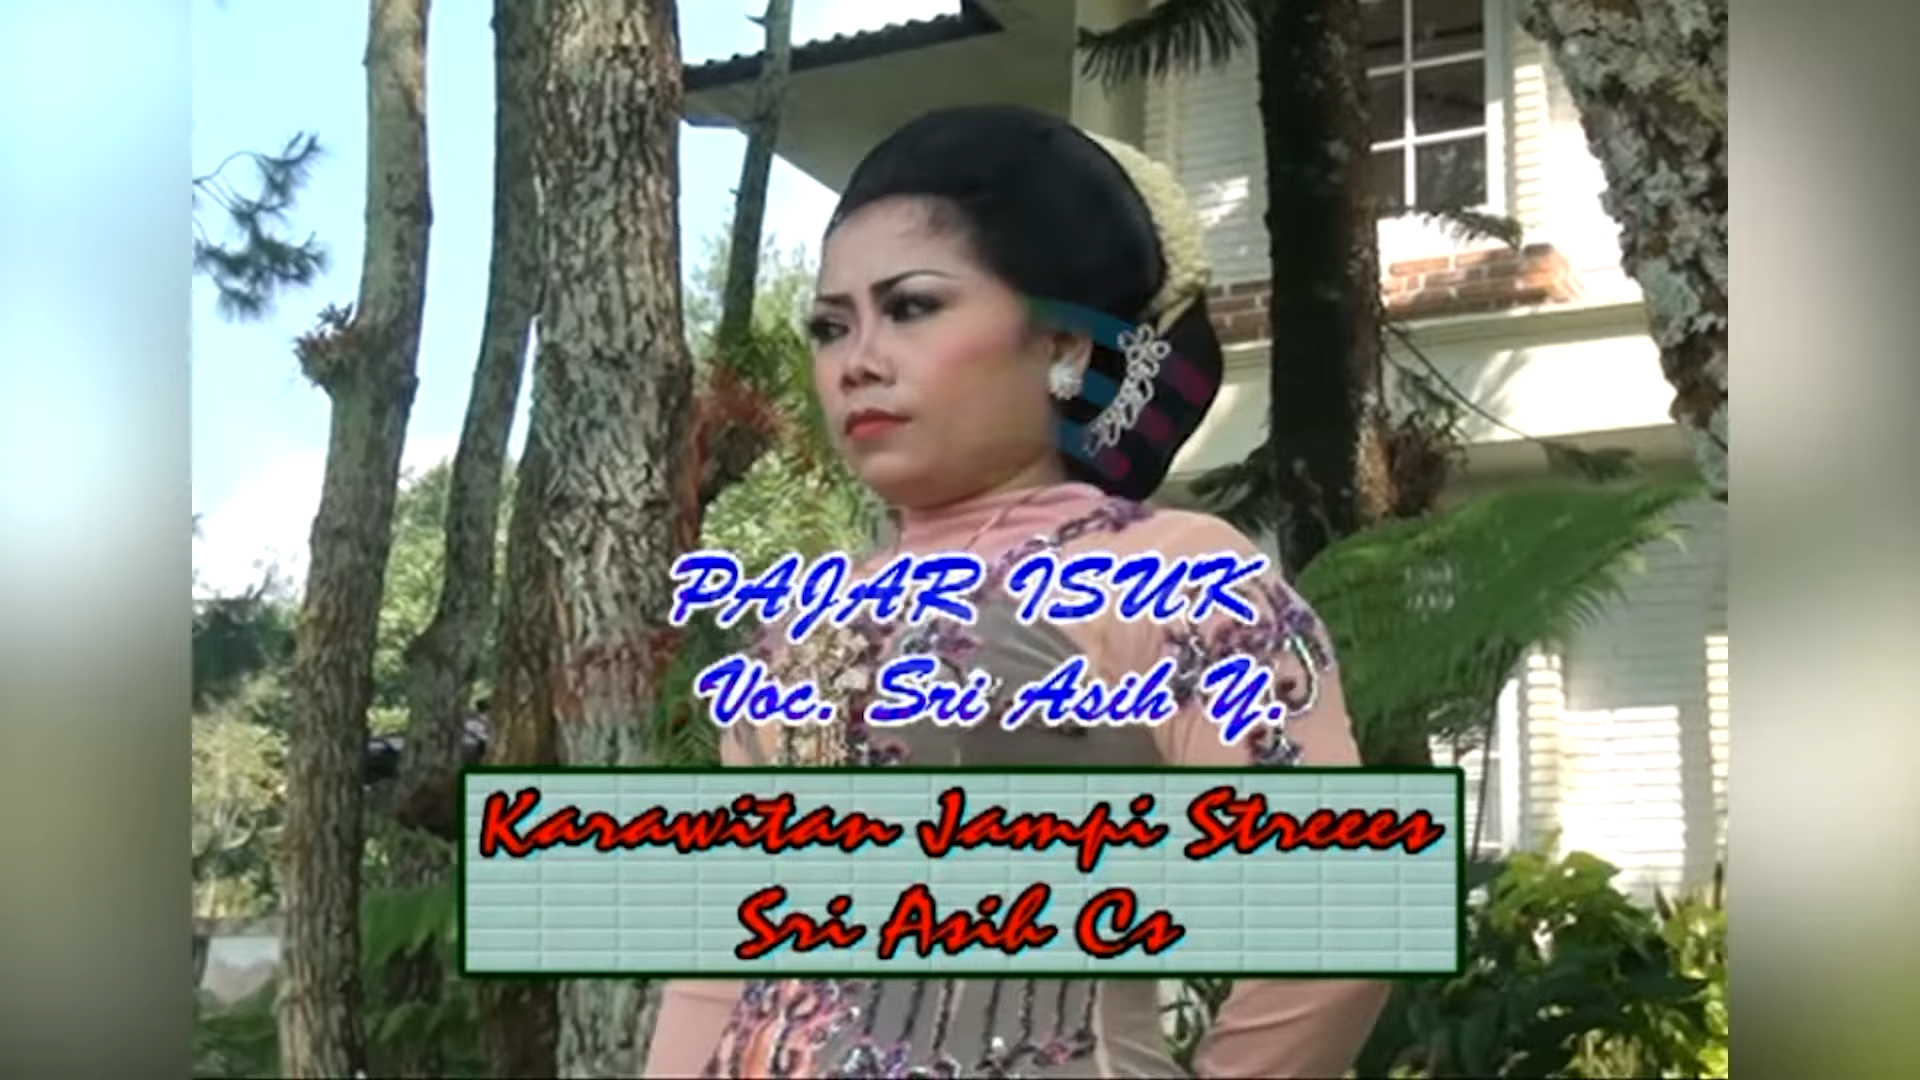 PAJAR ISUK
Voc. Sri Asih Y.
Karawitan Jampi Streees
Sri Asih Cs